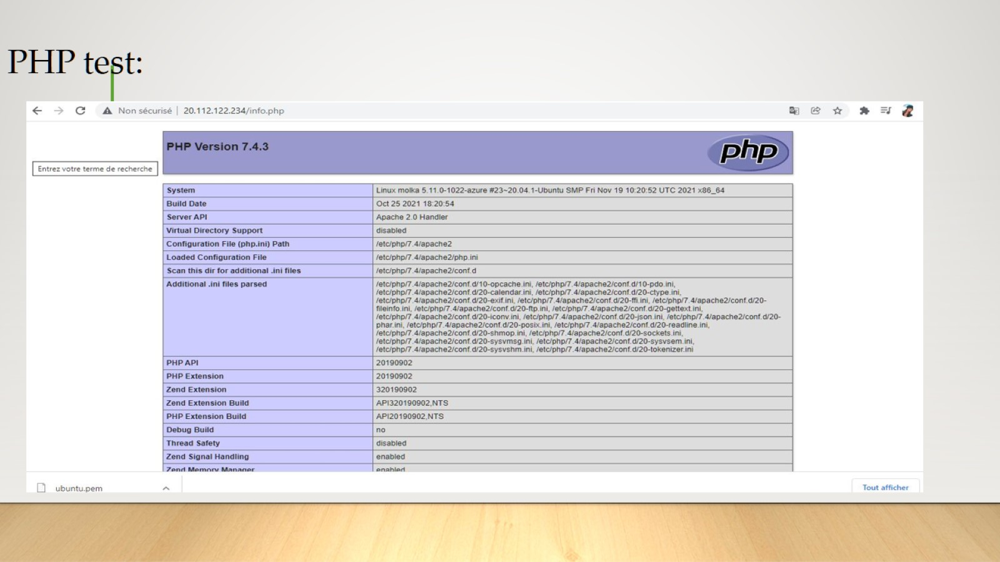 PHP test:
Non sécurisé | 20.112.122.234/info.php
PHP Version 7.4.3
php
Entrez votre terme de recherche
System Linux molka 5.11.0-1022-azure #23~20.04.1-Ubuntu SMP Fri Nov 19 10:20:52 UTC 2021 x86_64
Build Date Oct 25 2021 18:20:54
Server API Apache 2.0 Handler
Virtual Directory Support disabled
Configuration File (php.ini) Path /etc/php/7.4/apache2
Loaded Configuration File /etc/php/7.4/apache2/php.ini
Scan this dir for additional .ini files /etc/php/7.4/apache2/conf.d
Additional .ini files parsed /etc/php/7.4/apache2/conf.d/10-opcache.ini, /etc/php/7.4/apache2/conf.d/10-pdo.ini,
/etc/php/7.4/apache2/conf.d/20-calendar.ini, /etc/php/7.4/apache2/conf.d/20-ctype.ini,
/etc/php/7.4/apache2/conf.d/20-exif.ini, /etc/php/7.4/apache2/conf.d/20-ffi.ini, /etc/php/7.4/apache2/conf.d/20-
fileinfo.ini, /etc/php/7.4/apache2/conf.d/20-ftp.ini, /etc/php/7.4/apache2/conf.d/20-gettext.ini,
/etc/php/7.4/apache2/conf.d/20-iconv.ini, /etc/php/7.4/apache2/conf.d/20-json.ini, /etc/php/7.4/apache2/conf.d/20-
phar.ini, /etc/php/7.4/apache2/conf.d/20-posix.ini, /etc/php/7.4/apache2/conf.d/20-readline.ini,
/etc/php/7.4/apache2/conf.d/20-shmop.ini, /etc/php/7.4/apache2/conf.d/20-sockets.ini,
/etc/php/7.4/apache2/conf.d/20-sysvmsg.ini, /etc/php/7.4/apache2/conf.d/20-sysvsem.ini,
/etc/php/7.4/apache2/conf.d/20-sysvshm.ini, /etc/php/7.4/apache2/conf.d/20-tokenizer.ini
PHP API 20190902
PHP Extension 20190902
Zend Extension 320190902
Zend Extension Build API320190902,NTS
PHP Extension Build API20190902,NTS
Debug Build no
Thread Safety disabled
Zend Signal Handling enabled
Zend Memory Manager enabled
ubuntu.pem
Tout afficher